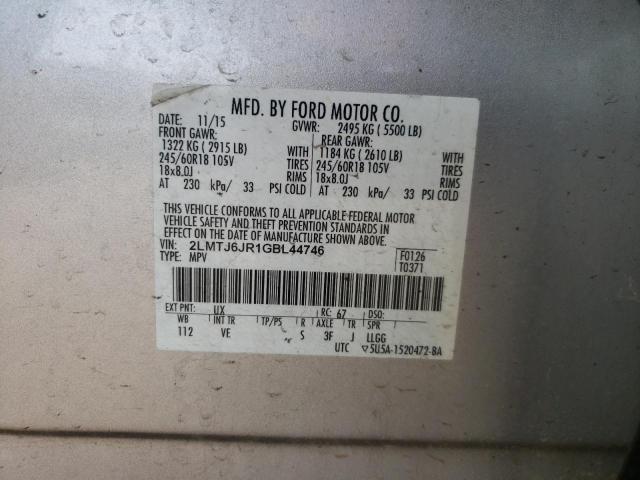 MFD. BY FORD MOTOR CO.
DATE: 11/15 GVWR: 2495 KG ( 5500 LB)
FRONT GAWR: REAR GAWR:
1322 KG ( 2915 LB) WITH 1184 KG ( 2610 LB) WITH
245/60R18 105V TIRES 245/60R18 105V TIRES
18x8.0J RIMS 18x8.0J RIMS
AT 230 kPa/ 33 PSI COLD AT 230 kPa/ 33 PSI COLD
THIS VEHICLE CONFORMS TO ALL APPLICABLE FEDERAL MOTOR
VEHICLE SAFETY AND BUMPER AND THEFT PREVENTION STANDARDS IN
EFFECT ON THE DATE OF MANUFACTURE SHOWN ABOVE.
VIN: 2LMTJ6JR1GBL44746 F0126
TYPE: MPV T0371
EXT PNT: UX RC: 67 DSO:
WB INT TR TP/PS R AXLE TR SPR
112 VE S 3F J LLGG
UTC ▽5U5A-1520472-BA